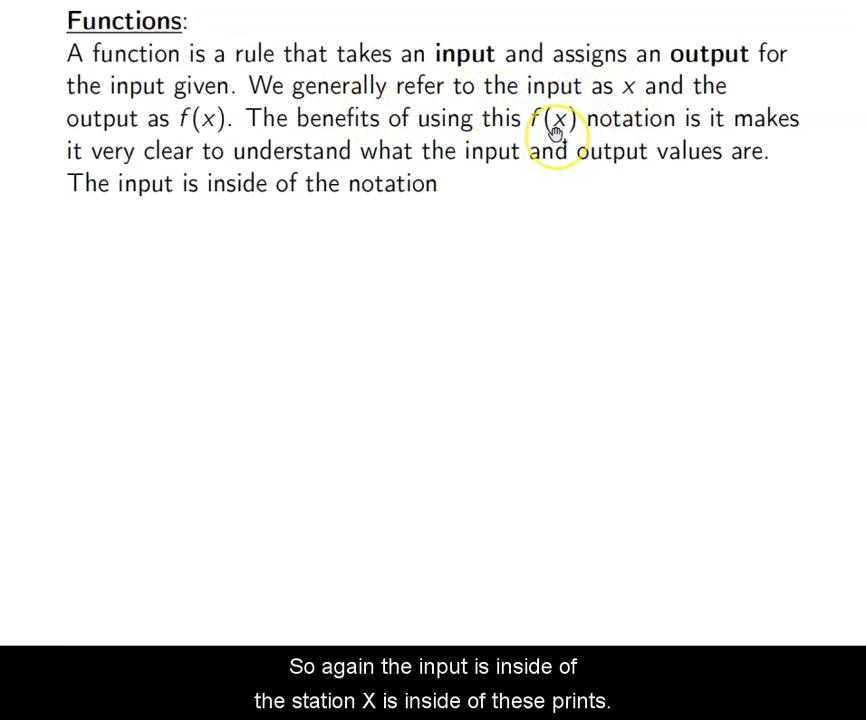 Functions:
A function is a rule that takes an input and assigns an output for
the input given. We generally refer to the input as x and the
output as f(x). The benefits of using this f(x) notation is it makes
it very clear to understand what the input and output values are.
The input is inside of the notation
So again the input is inside of
the station X is inside of these prints.